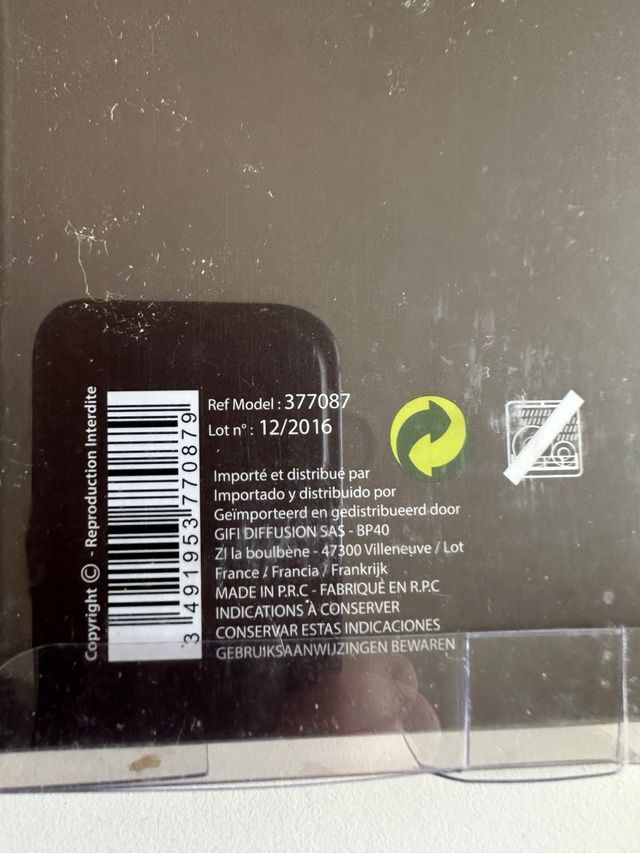 Copyright © - Reproduction Interdite
3 491953 770879
Ref Model : 377087
Lot n° : 12/2016
Importé et distribué par
Importado y distribuido por
Geïmporteerd en gedistribueerd door
GIFI DIFFUSION SAS - BP40
ZI la boulbène - 47300 Villeneuve / Lot
France / Francia / Frankrijk
MADE IN P.R.C - FABRIQUÉ EN R.P.C
INDICATIONS À CONSERVER
CONSERVAR ESTAS INDICACIONES
GEBRUIKSAANWIJZINGEN BEWAREN